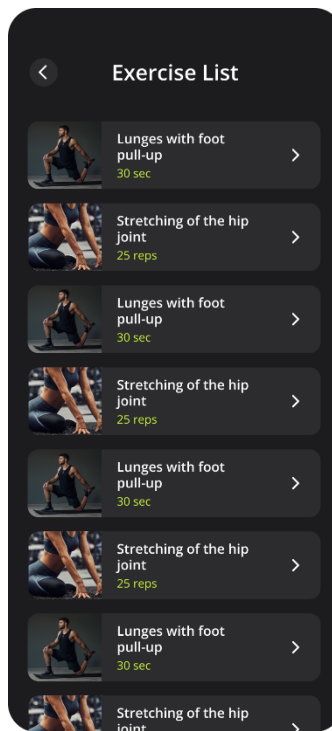 Exercise List
Lunges with foot
pull-up
30 sec
Stretching of the hip
joint
25 reps
Lunges with foot
pull-up
30 sec
Stretching of the hip
joint
25 reps
Lunges with foot
pull-up
30 sec
Stretching of the hip
joint
25 reps
Lunges with foot
pull-up
30 sec
Stretching of the hip
joint